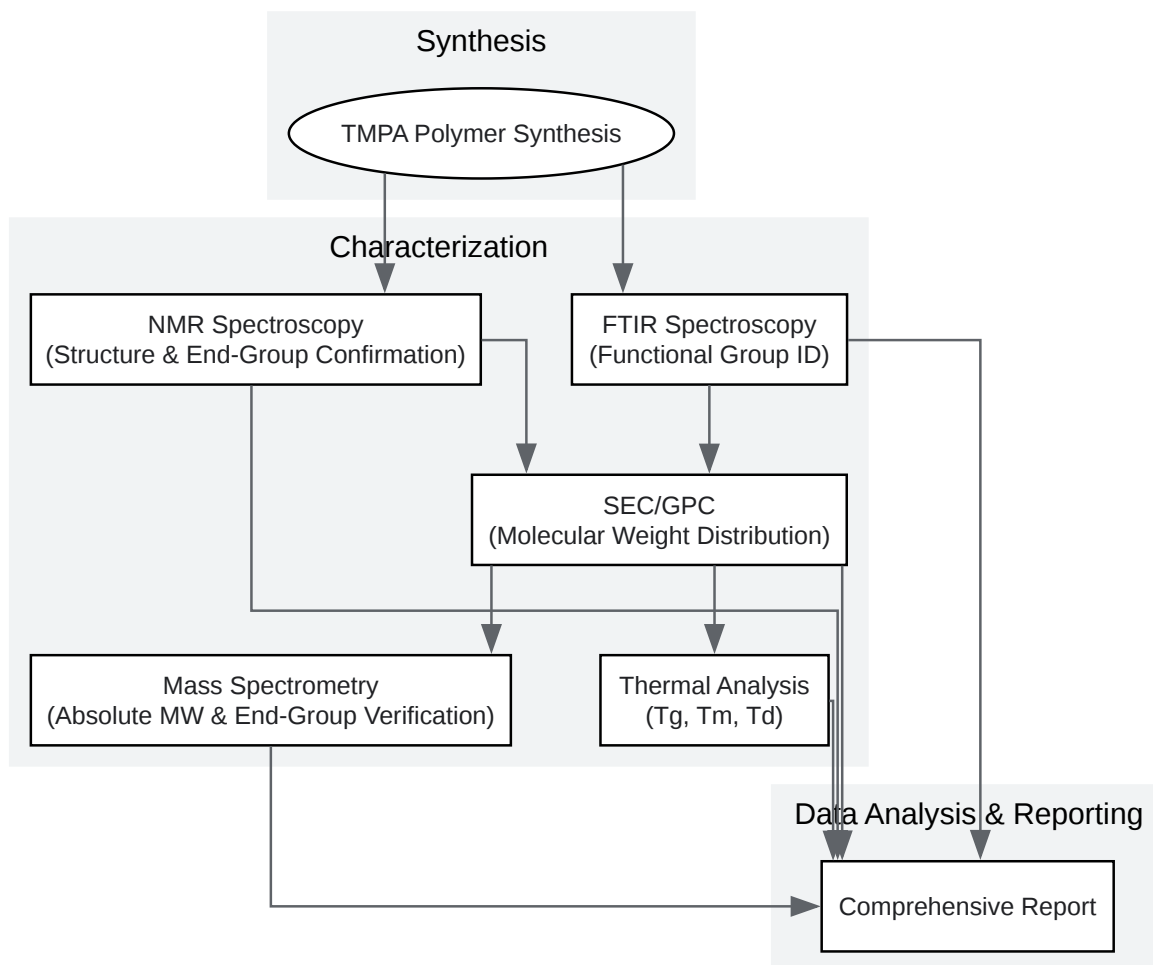 Synthesis
TMPA Polymer Synthesis
Characterization
NMR Spectroscopy
(Structure & End-Group Confirmation)
FTIR Spectroscopy
(Functional Group ID)
SEC/GPC
(Molecular Weight Distribution)
Mass Spectrometry
(Absolute MW & End-Group Verification)
Thermal Analysis
(Tg, Tm, Td)
Data Analysis & Reporting
Comprehensive Report